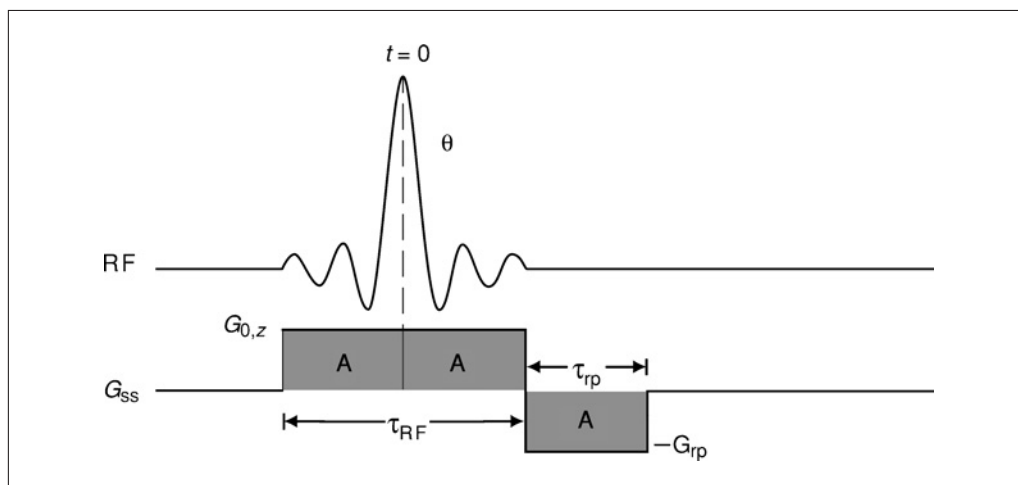 t = 0
θ
RF
G0,z
A A
τrp
Gss
τRF
A
−Grp